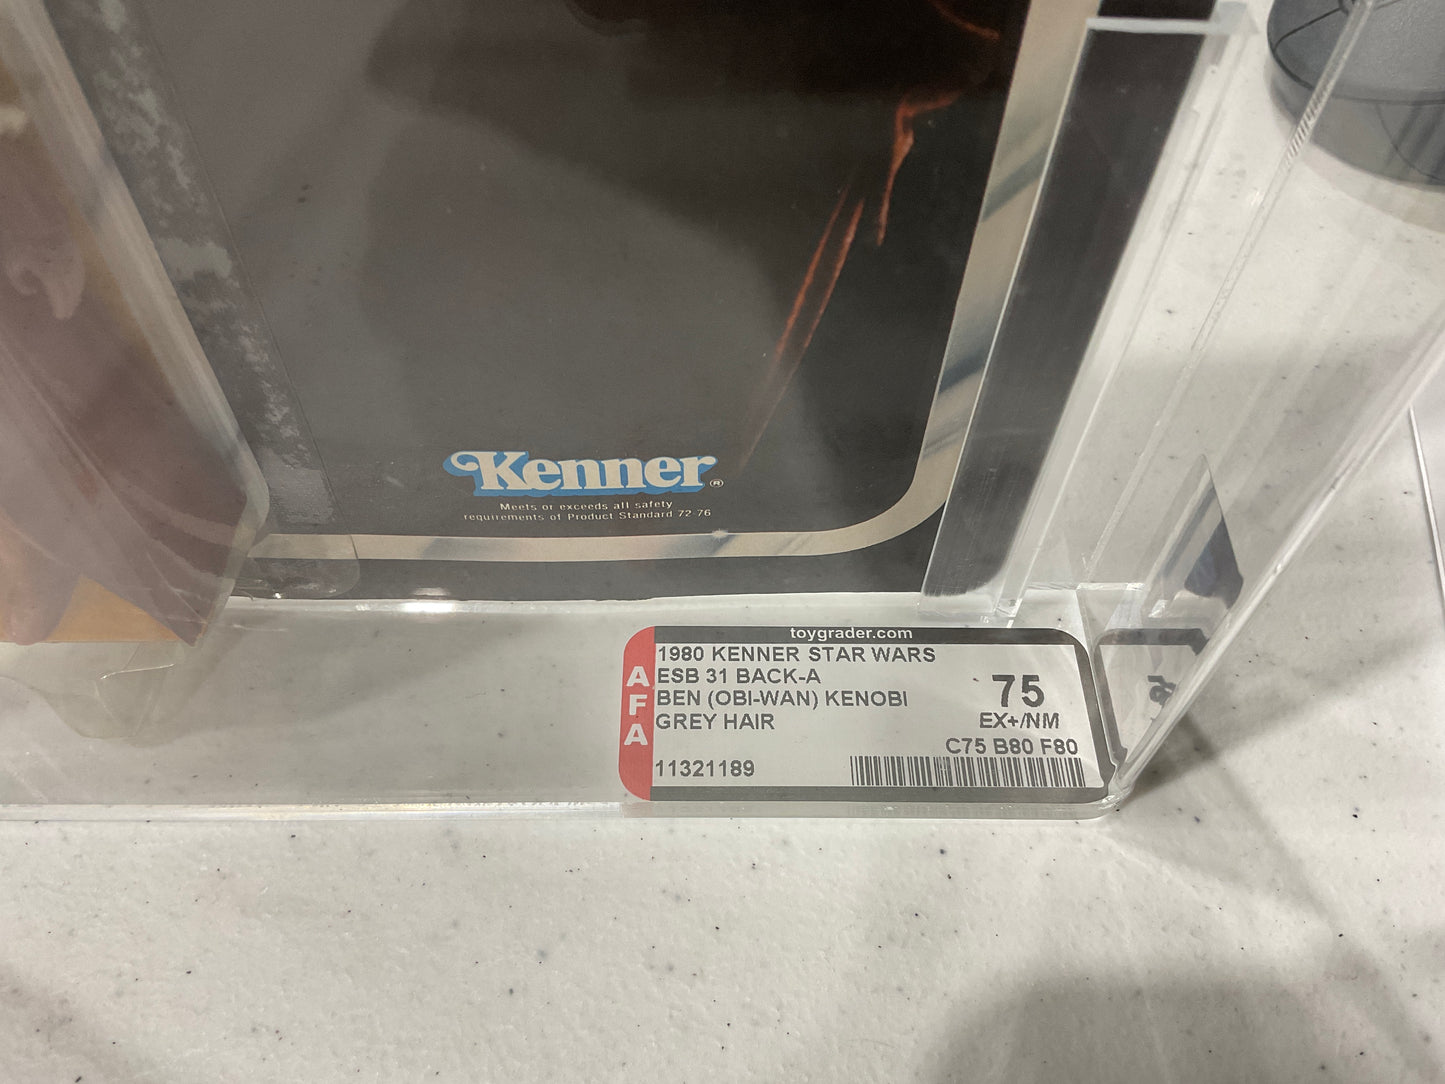 Kenner®
Meets or exceeds all safety
requirements of Product Standard 72-76
toygrader.com
AFA
1980 KENNER STAR WARS
ESB 31 BACK-A
BEN (OBI-WAN) KENOBI
GREY HAIR
75
EX+/NM
C75 B80 F80
11321189